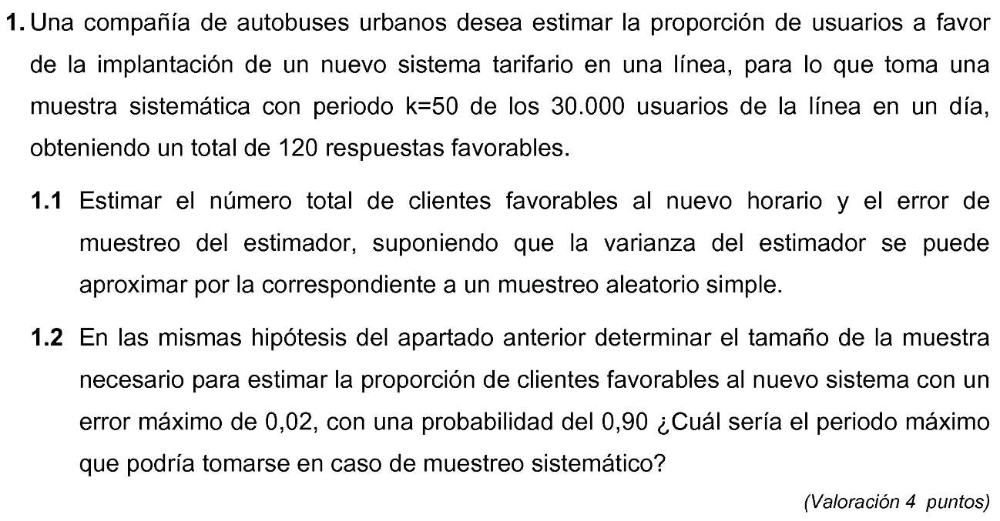 1. Una compañía de autobuses urbanos desea estimar la proporción de usuarios a favor
de la implantación de un nuevo sistema tarifario en una línea, para lo que toma una
muestra sistemática con periodo k=50 de los 30.000 usuarios de la línea en un día,
obteniendo un total de 120 respuestas favorables.
1.1 Estimar el número total de clientes favorables al nuevo horario y el error de
muestreo del estimador, suponiendo que la varianza del estimador se puede
aproximar por la correspondiente a un muestreo aleatorio simple.
1.2 En las mismas hipótesis del apartado anterior determinar el tamaño de la muestra
necesario para estimar la proporción de clientes favorables al nuevo sistema con un
error máximo de 0,02, con una probabilidad del 0,90 ¿Cuál sería el periodo máximo
que podría tomarse en caso de muestreo sistemático?
(Valoración 4 puntos)